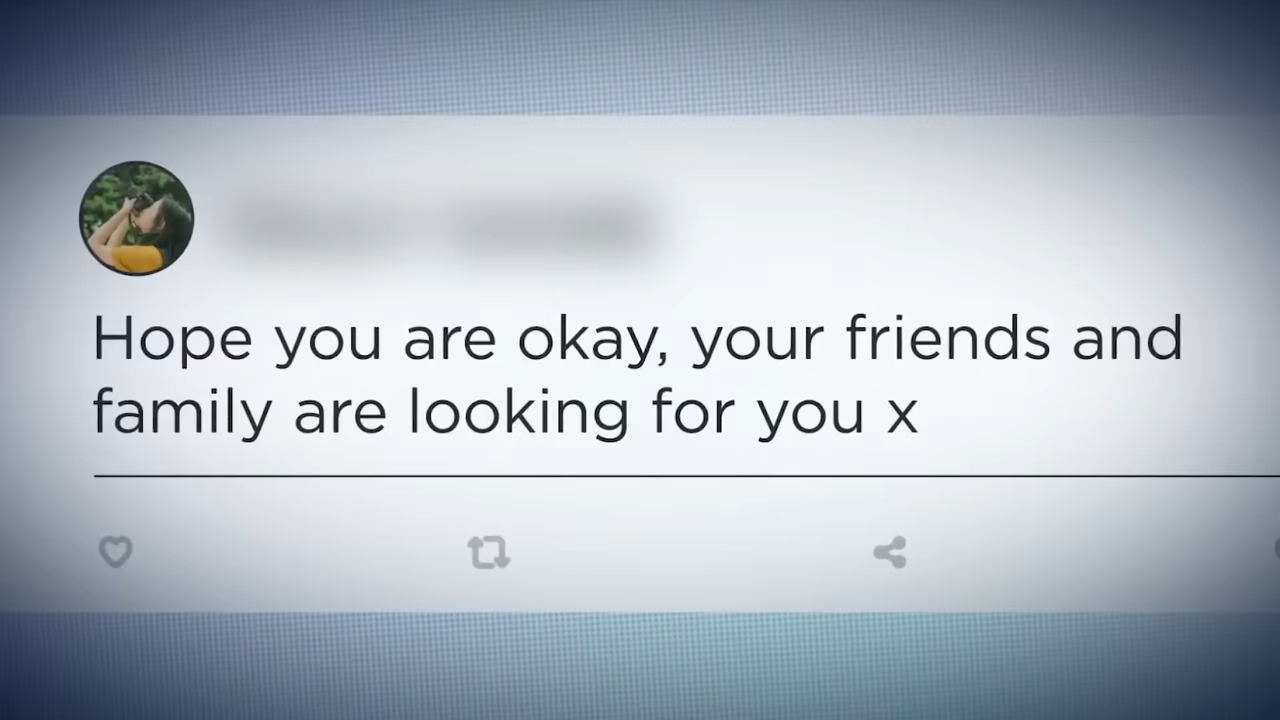 Hope you are okay, your friends and
family are looking for you x